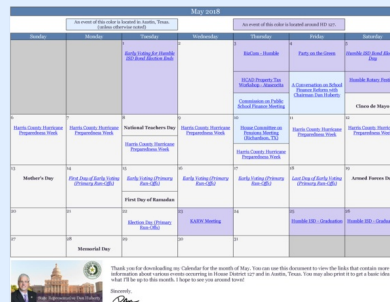 May 2018
An event of this color is located in Austin, Texas.
(unless otherwise noted)
An event of this color is located around HD 127.
Sunday Monday Tuesday Wednesday Thursday Friday Saturday
1 2 3 4
Early Voting for Humble
ISD Bond Election Ends
BizCom - Humble
Party on the Green
Humble ISD Bond
Day
HCAD Property Tax
Workshop - Atascocita
A Conversation on School
Finance Reform with
Chairman Dan Huberty
Humble Rotary
Commission on Public
School Finance Meeting
Cinco de Mayo
6 7 8 9 10 11
Harris County Hurricane
Preparedness Week
Harris County Hurricane
Preparedness Week
National Teachers Day
Harris County Hurricane
Preparedness Week
Harris County Hurricane
Preparedness Week
House Committee on
Pensions Meeting
(Richardson, TX)
Harris County Hurricane
Preparedness Week
Harris County Hurricane
Preparedness Week
Harris County Hurricane
Preparedness Week
13 14 15 16 17 18 19
Mother's Day
First Day of Early Voting
(Primary Run-Offs)
Early Voting (Primary
Run-Offs)
First Day of Ramadan
Early Voting (Primary
Run-Offs)
Early Voting (Primary
Run-Offs)
Last Day of Early Voting
(Primary Run-Offs)
Armed Forces
20 21 22 23 24 25 26
Election Day (Primary
Run-Offs)
KARW Meeting
Humble ISD - Graduation
Humble ISD -
27 28 29 30 31
Memorial Day
Thank you for downloading my Calendar for the month of May. You can use this document to view the links that contain more
information about various events occurring in House District 127 and in Austin, Texas. You may also print it to get a basic idea
what I'll be up to this month. I hope to see you around town!
Sincerely,
State Representative Dan Huberty